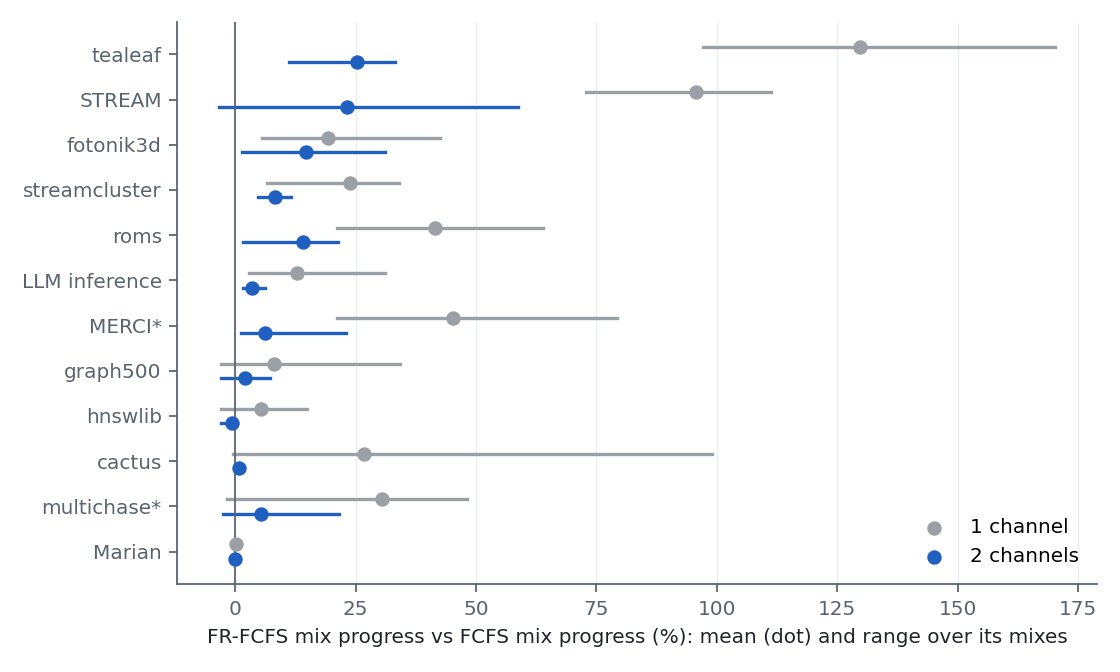 tealeaf
STREAM
fotonik3d
streamcluster
roms
LLM inference
MERCI*
graph500
hnswlib
cactus
multichase*
Marian
1 channel
2 channels
0 25 50 75 100 125 150 175
FR-FCFS mix progress vs FCFS mix progress (%): mean (dot) and range over its mixes